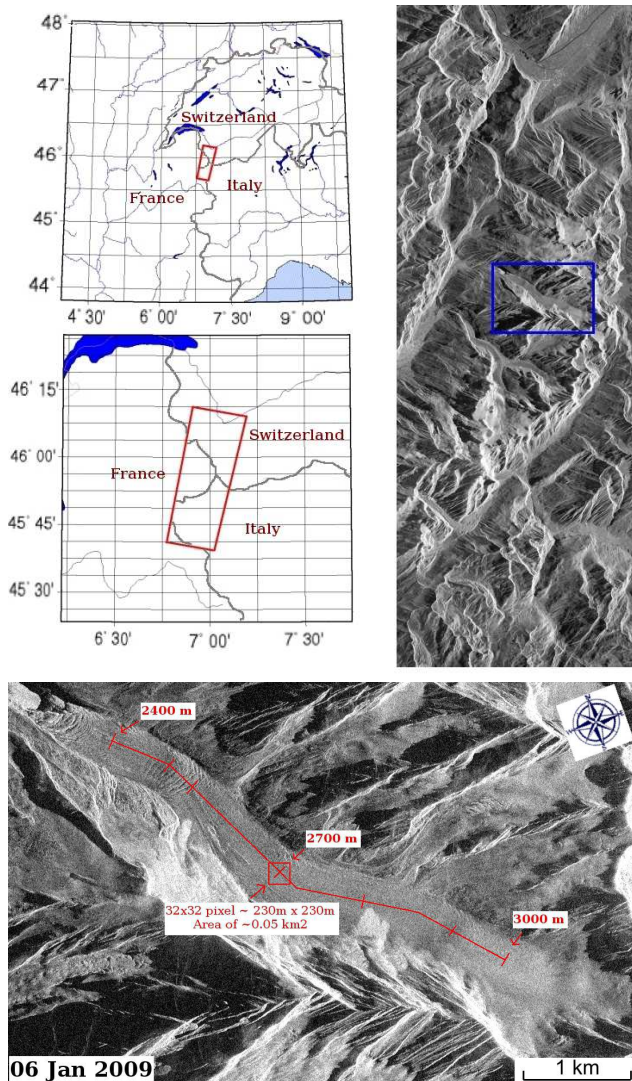 48°
47°
46°
45°
44°
Switzerland
Italy
France
4° 30'
6° 00'
7° 30'
9° 00'
46° 15'
46° 00'
45° 45'
45° 30'
Switzerland
France
Italy
6° 30'
7° 00'
7° 30'
2400 m
2700 m
32x32 pixel ~ 230m x 230m
Area of ~0.05 km2
3000 m
06 Jan 2009
1 km